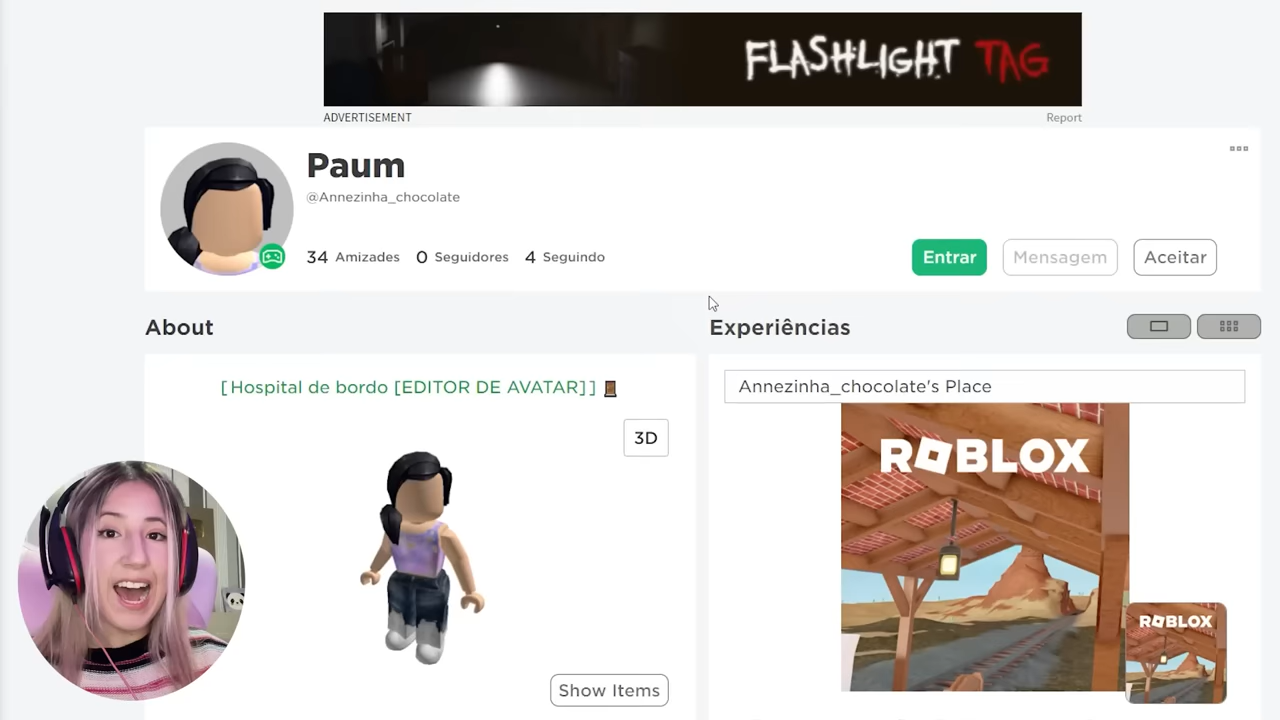 FLASHLIGHT TAG
ADVERTISEMENT
Report
Paum
@Annezinha_chocolate
34 Amizades 0 Seguidores 4 Seguindo
Entrar
Mensagem
Aceitar
About
Experiências
[ Hospital de bordo [EDITOR DE AVATAR] ]
Annezinha_chocolate's Place
3D
ROBLOX
ROBLOX
Show Items